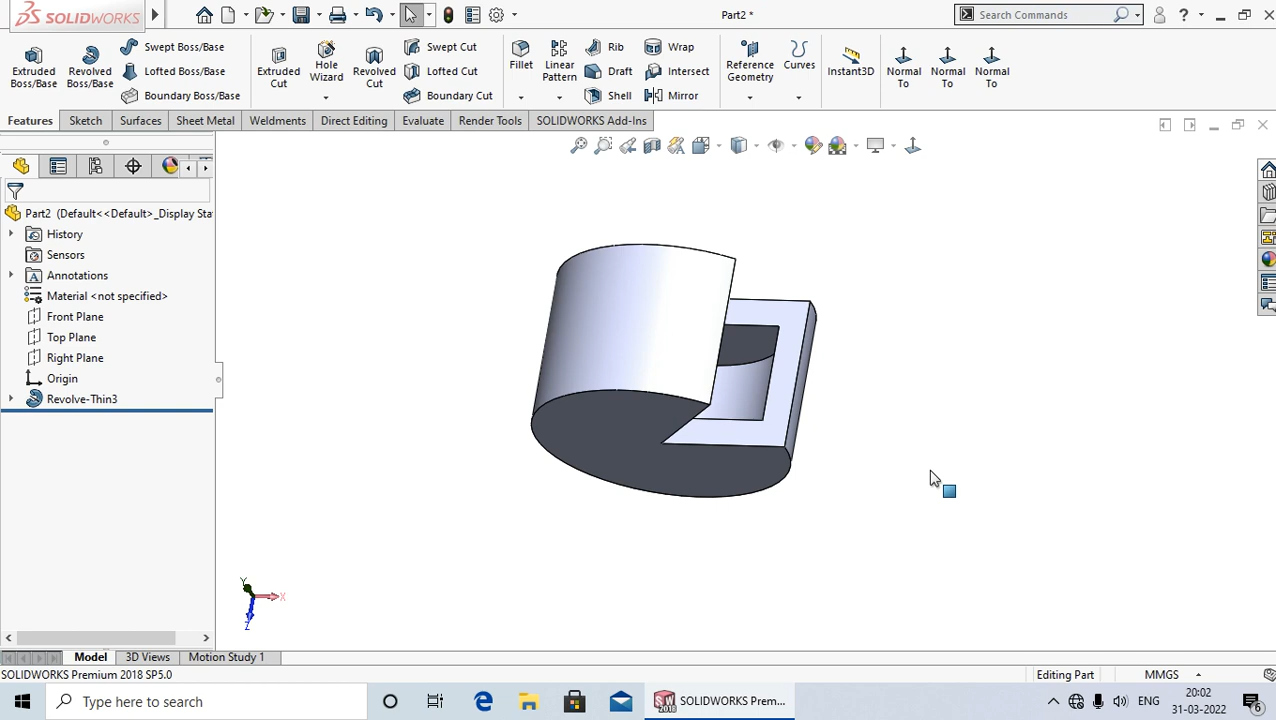 SOLIDWORKS
Part2 *
Search Commands
Extruded Boss/Base
Revolved Boss/Base
Swept Boss/Base
Lofted Boss/Base
Boundary Boss/Base
Extruded Cut
Hole Wizard
Revolved Cut
Swept Cut
Lofted Cut
Boundary Cut
Fillet
Linear Pattern
Rib
Draft
Shell
Wrap
Intersect
Mirror
Reference Geometry
Curves
Instant3D
Normal To
Normal To
Normal To
Features
Sketch
Surfaces
Sheet Metal
Weldments
Direct Editing
Evaluate
Render Tools
SOLIDWORKS Add-Ins
Part2 (Default<<Default>_Display Sta
History
Sensors
Annotations
Material <not specified>
Front Plane
Top Plane
Right Plane
Origin
Revolve-Thin3
Y
X
Z
Model
3D Views
Motion Study 1
SOLIDWORKS Premium 2018 SP5.0
Editing Part
MMGS
Type here to search
SOLIDWORKS Prem...
ENG
20:02
31-03-2022
6